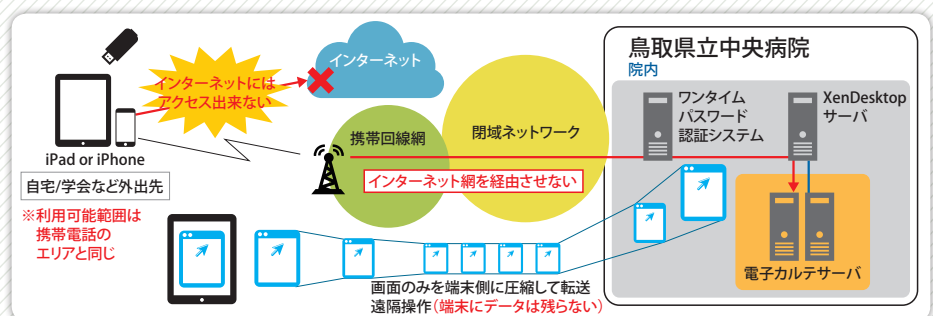 インターネット
インターネットには
アクセス出来ない
iPad or iPhone
自宅/学会など外出先
※利用可能範囲は
携帯電話の
エリアと同じ
携帯回線網
閉域ネットワーク
インターネット網を経由させない
鳥取県立中央病院
院内
ワンタイム
パスワード
認証システム
XenDesktop
サーバ
電子カルテサーバ
画面のみを端末側に圧縮して転送
遠隔操作(端末にデータは残らない)